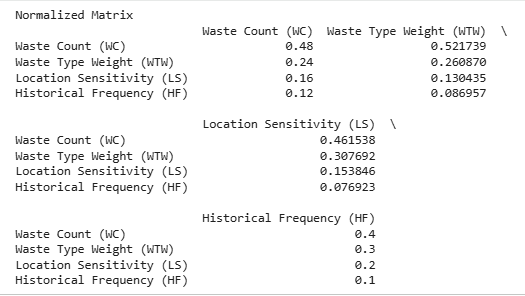 Normalized Matrix
Waste Count (WC) Waste Type Weight (WTW) \
Waste Count (WC) 0.48 0.521739
Waste Type Weight (WTW) 0.24 0.260870
Location Sensitivity (LS) 0.16 0.130435
Historical Frequency (HF) 0.12 0.086957
Location Sensitivity (LS) \
Waste Count (WC) 0.461538
Waste Type Weight (WTW) 0.307692
Location Sensitivity (LS) 0.153846
Historical Frequency (HF) 0.076923
Historical Frequency (HF)
Waste Count (WC) 0.4
Waste Type Weight (WTW) 0.3
Location Sensitivity (LS) 0.2
Historical Frequency (HF) 0.1